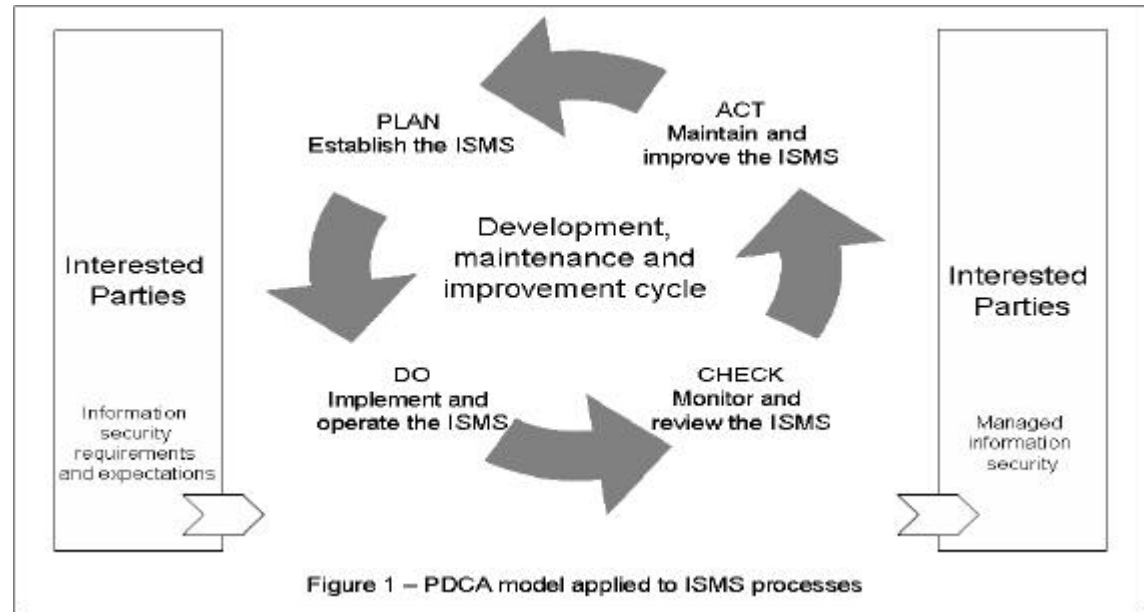 PLAN
Establish the ISMS
ACT
Maintain and
improve the ISMS
Interested
Parties
Development,
maintenance and
improvement cycle
Interested
Parties
DO
Implement and
operate the ISMS
CHECK
Monitor and
review the ISMS
Information
security
requirements
and expectations
Managed
information
security
Figure 1 – PDCA model applied to ISMS processes